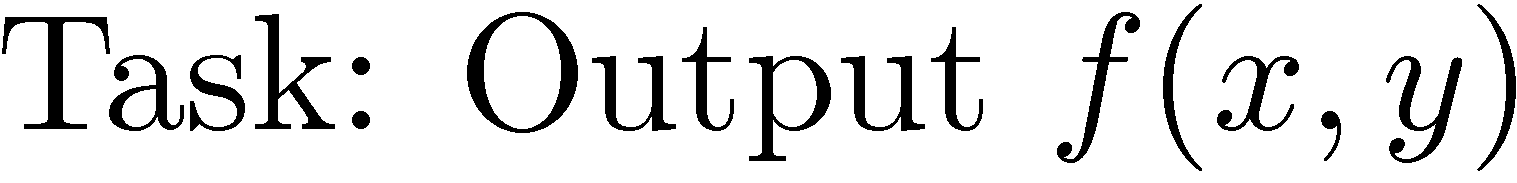 Task: Output f(x, y)